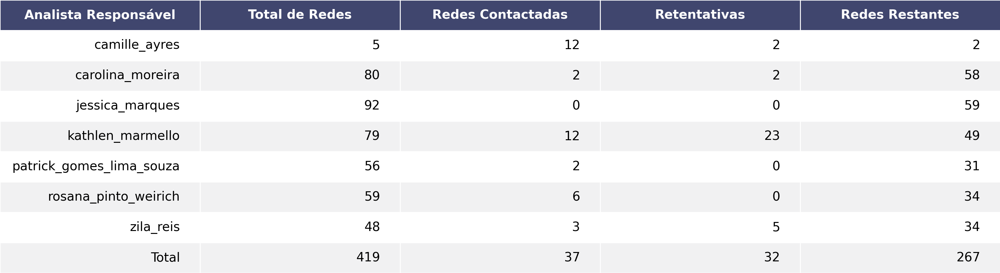 Analista Responsável Total de Redes Redes Contactadas Retentativas Redes Restantes
camille_ayres 5 12 2 2
carolina_moreira 80 2 2 58
jessica_marques 92 0 0 59
kathlen_marmello 79 12 23 49
patrick_gomes_lima_souza 56 2 0 31
rosana_pinto_weirich 59 6 0 34
zila_reis 48 3 5 34
Total 419 37 32 267